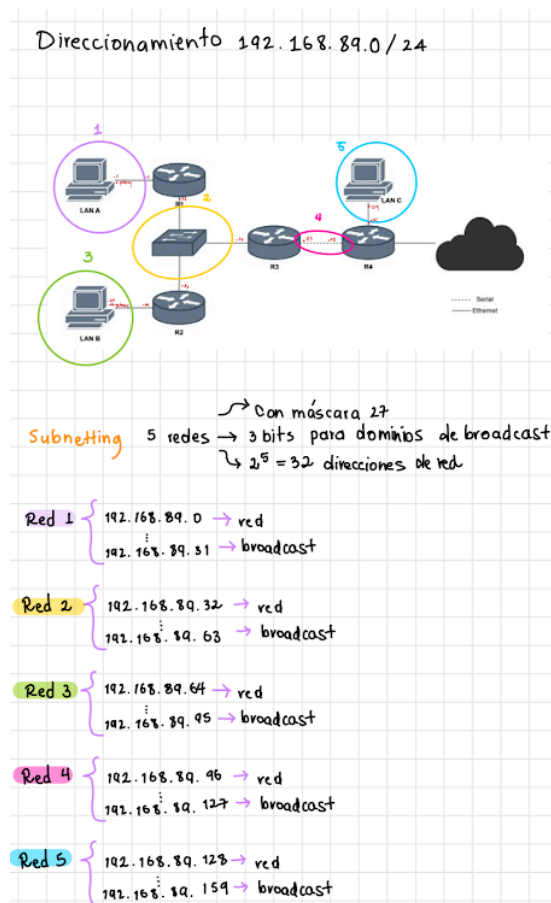 Direccionamiento 192.168.89.0/24
1
5
LAN A
R1
2
LAN C
4
3
R3
R4
LAN B
R2
Serial
Ethernet
Con máscara 27
Subnetting 5 redes → 3 bits para dominios de broadcast
2⁵ = 32 direcciones de red
Red 1 192.168.89.0 → red
⋮
192.168.89.31 → broadcast
Red 2 192.168.89.32 → red
⋮
192.168.89.63 → broadcast
Red 3 192.168.89.64 → red
⋮
192.168.89.95 → broadcast
Red 4 192.168.89.96 → red
⋮
192.168.89.127 → broadcast
Red 5 192.168.89.128 → red
⋮
192.168.89.159 → broadcast